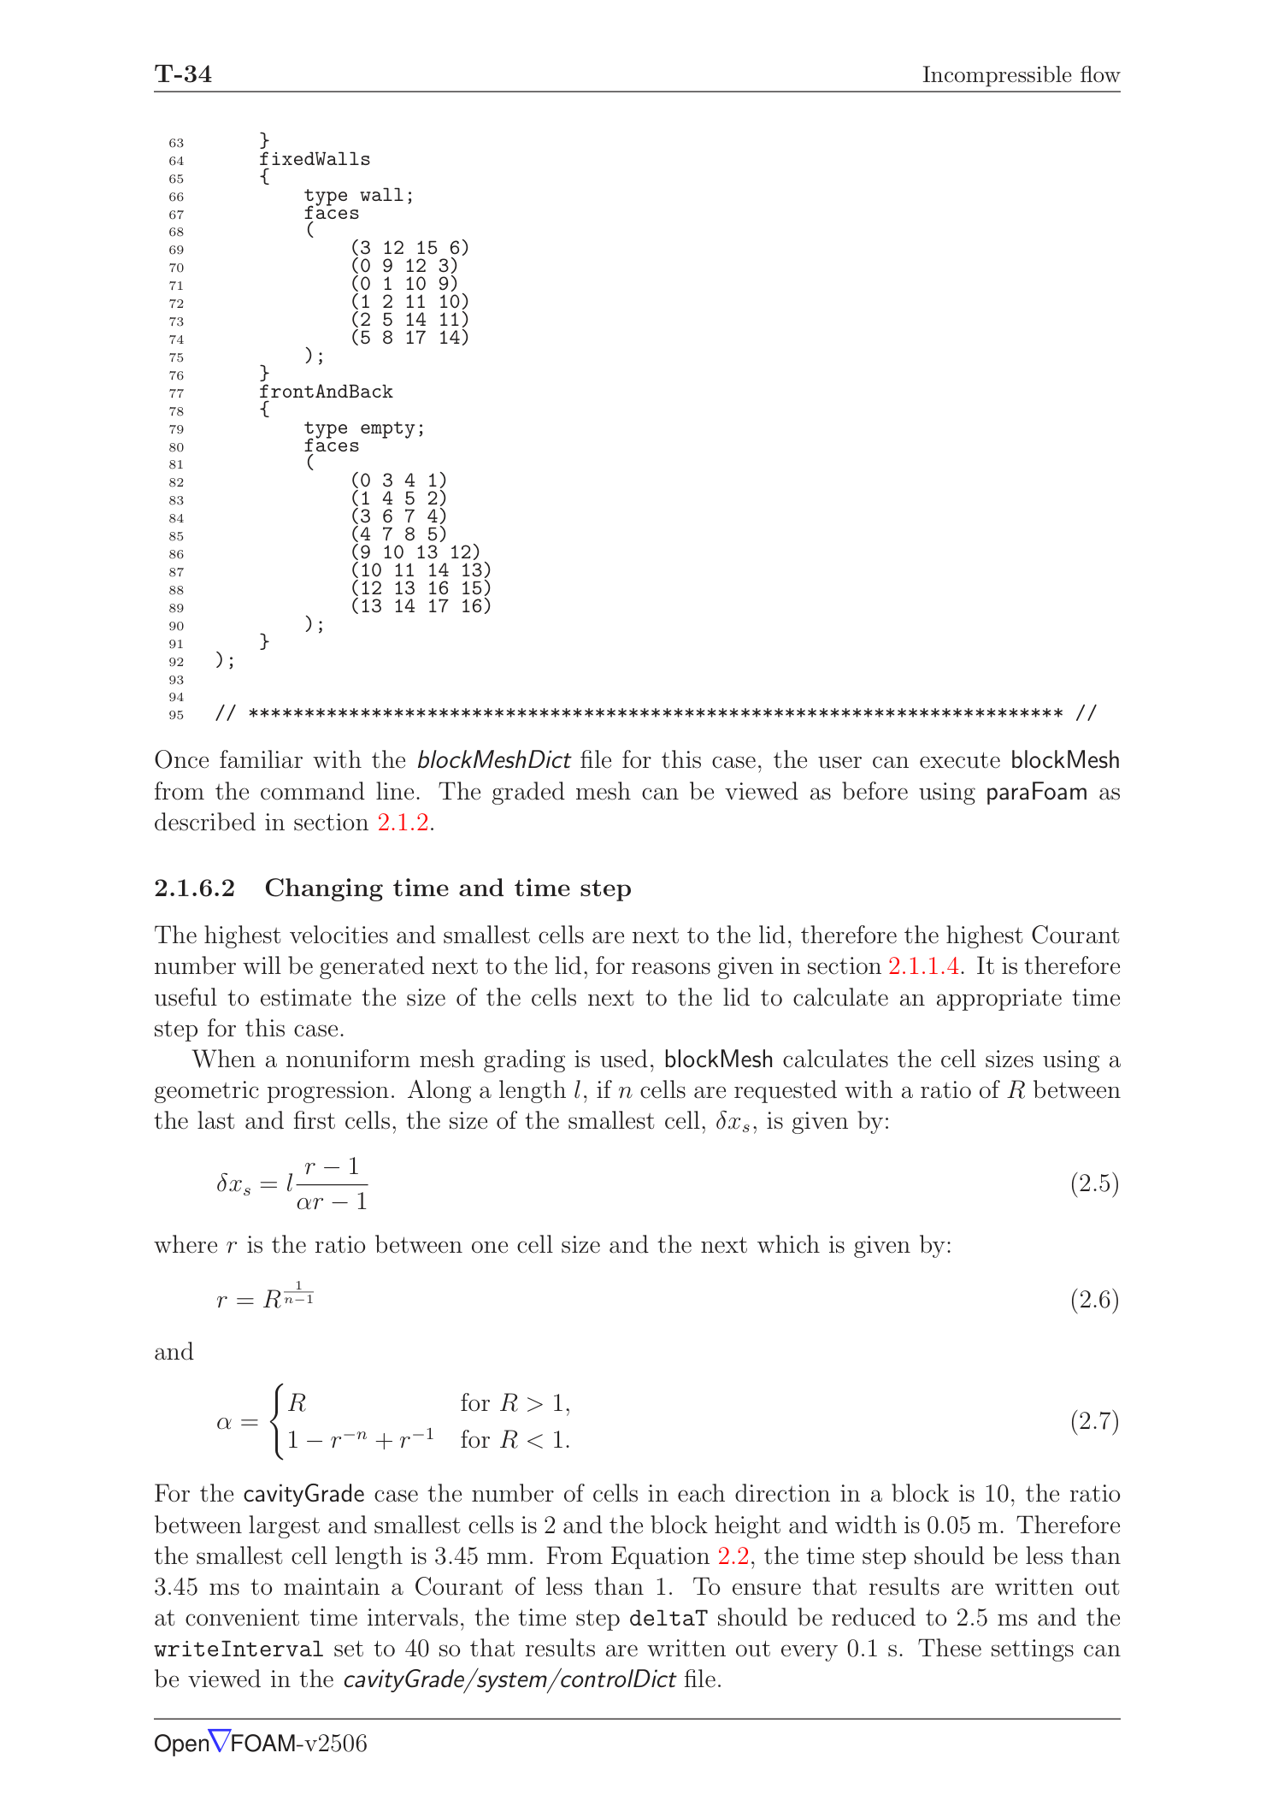 T-34 Incompressible flow
63 }
64 fixedWalls
65 {
66 type wall;
67 faces
68 (
69 (3 12 15 6)
70 (0 9 12 3)
71 (0 1 10 9)
72 (1 2 11 10)
73 (2 5 14 11)
74 (5 8 17 14)
75 );
76 }
77 frontAndBack
78 {
79 type empty;
80 faces
81 (
82 (0 3 4 1)
83 (1 4 5 2)
84 (3 6 7 4)
85 (4 7 8 5)
86 (9 10 13 12)
87 (10 11 14 13)
88 (12 13 16 15)
89 (13 14 17 16)
90 );
91 }
92 );
93
94
95 // ************************************************************************* //
Once familiar with the blockMeshDict file for this case, the user can execute blockMesh
from the command line. The graded mesh can be viewed as before using paraFoam as
described in section 2.1.2.
2.1.6.2 Changing time and time step
The highest velocities and smallest cells are next to the lid, therefore the highest Courant
number will be generated next to the lid, for reasons given in section 2.1.1.4. It is therefore
useful to estimate the size of the cells next to the lid to calculate an appropriate time
step for this case.
When a nonuniform mesh grading is used, blockMesh calculates the cell sizes using a
geometric progression. Along a length l, if n cells are requested with a ratio of R between
the last and first cells, the size of the smallest cell, δxₛ, is given by:
δxₛ = l (r − 1)/(αr − 1) (2.5)
where r is the ratio between one cell size and the next which is given by:
r = R^(1/(n−1)) (2.6)
and
α = { R for R > 1,
1 − r⁻ⁿ + r⁻¹ for R < 1. (2.7)
For the cavityGrade case the number of cells in each direction in a block is 10, the ratio
between largest and smallest cells is 2 and the block height and width is 0.05 m. Therefore
the smallest cell length is 3.45 mm. From Equation 2.2, the time step should be less than
3.45 ms to maintain a Courant of less than 1. To ensure that results are written out
at convenient time intervals, the time step deltaT should be reduced to 2.5 ms and the
writeInterval set to 40 so that results are written out every 0.1 s. These settings can
be viewed in the cavityGrade/system/controlDict file.
Open∇FOAM-v2506